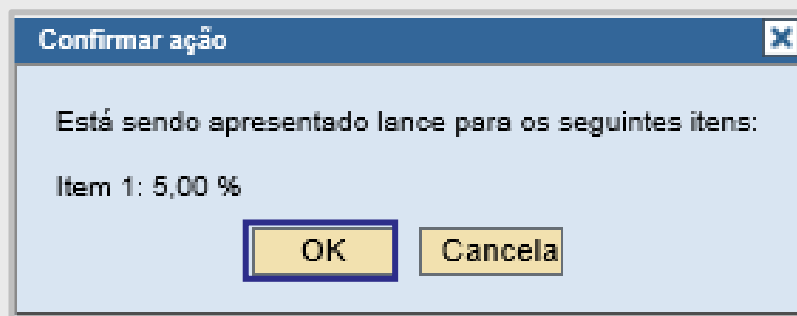 Confirmar ação
Está sendo apresentado lance para os seguintes itens:
Item 1: 5,00 %
OK Cancela